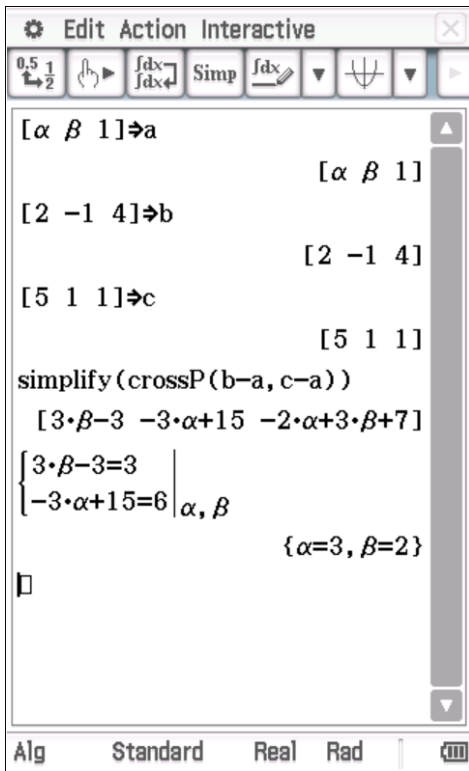 Edit Action Interactive
0.5 1/2 ∫dx ∫dx Simp ∫dx
[α β 1]⇒a
[α β 1]
[2 −1 4]⇒b
[2 −1 4]
[5 1 1]⇒c
[5 1 1]
simplify(crossP(b−a,c−a))
[3·β−3 −3·α+15 −2·α+3·β+7]
3·β−3=3
−3·α+15=6 α,β
{α=3,β=2}
Alg Standard Real Rad